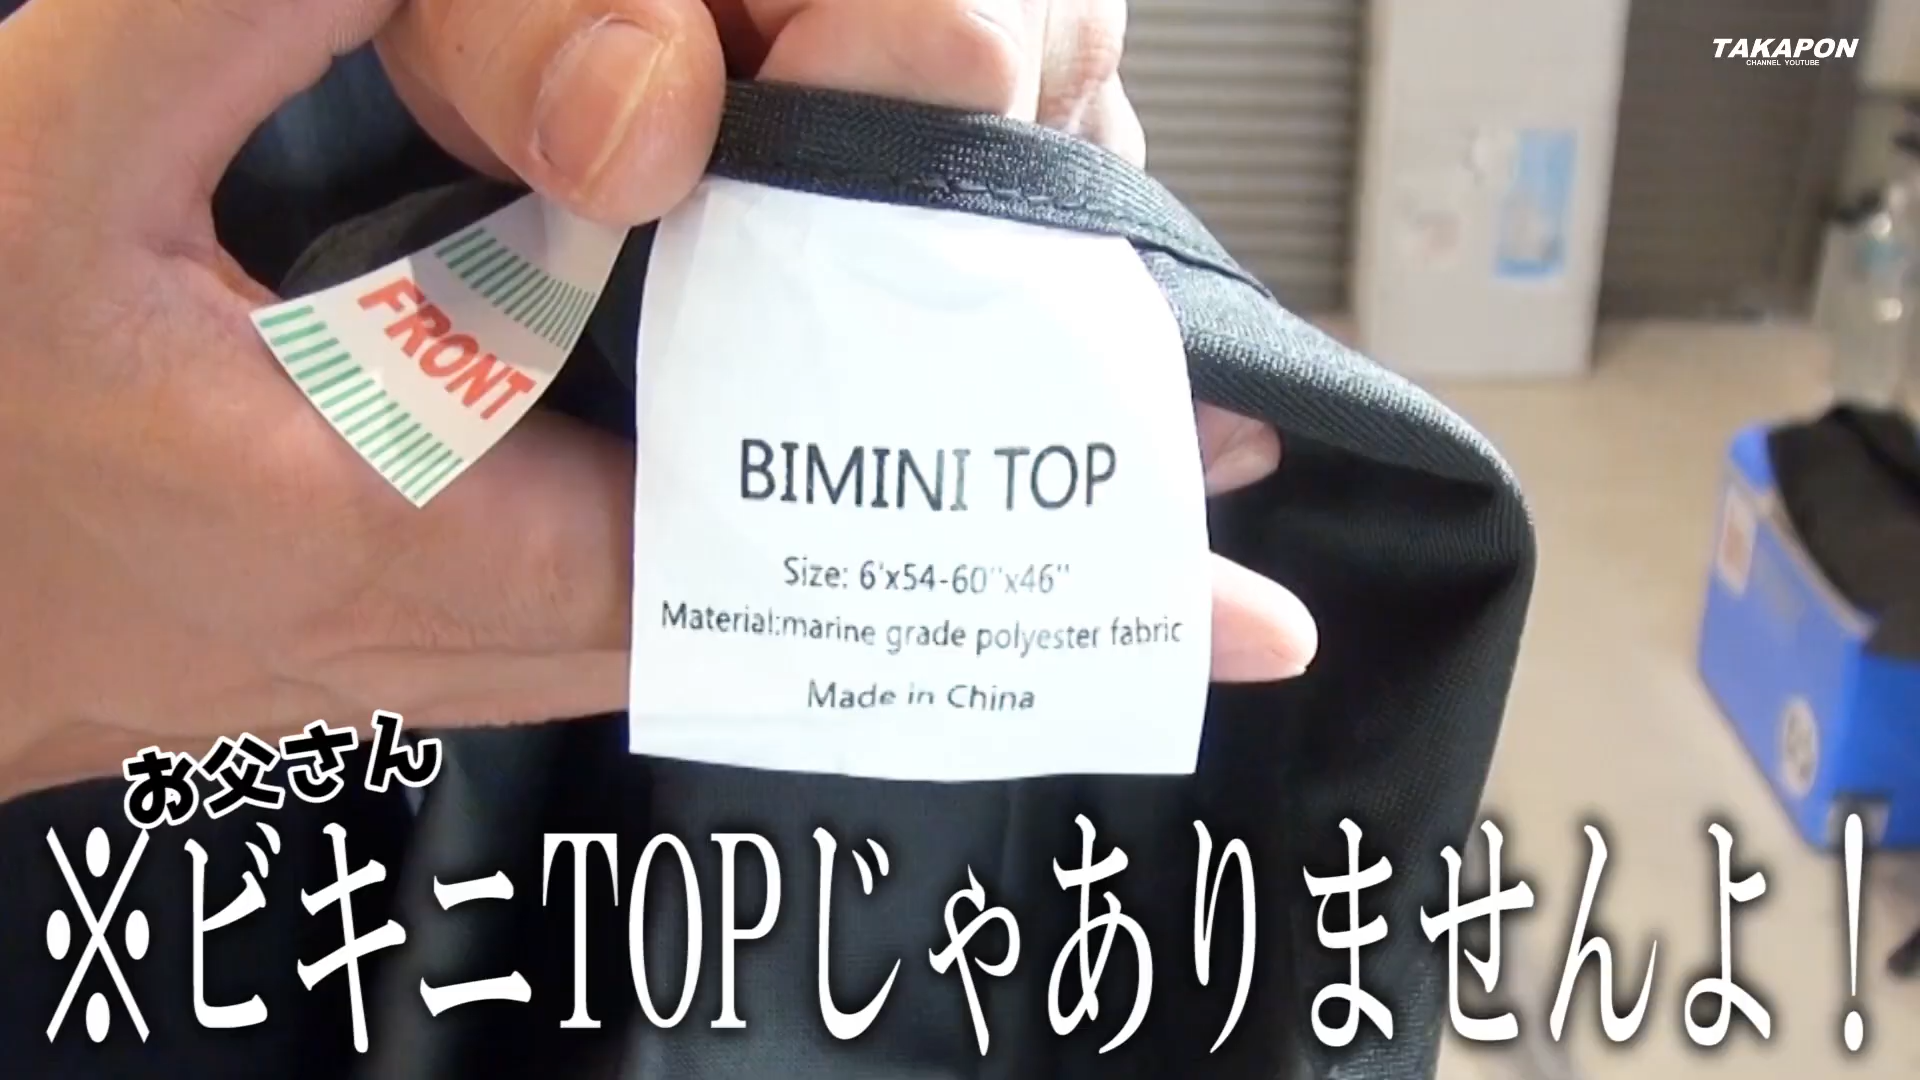 TAKAPON
CHANNEL YOUTUBE
FRONT
BIMINI TOP
Size: 6'x54-60''x46''
Material:marine grade polyester fabric
Made in China
お父さん
※ビキニTOPじゃありませんよ！